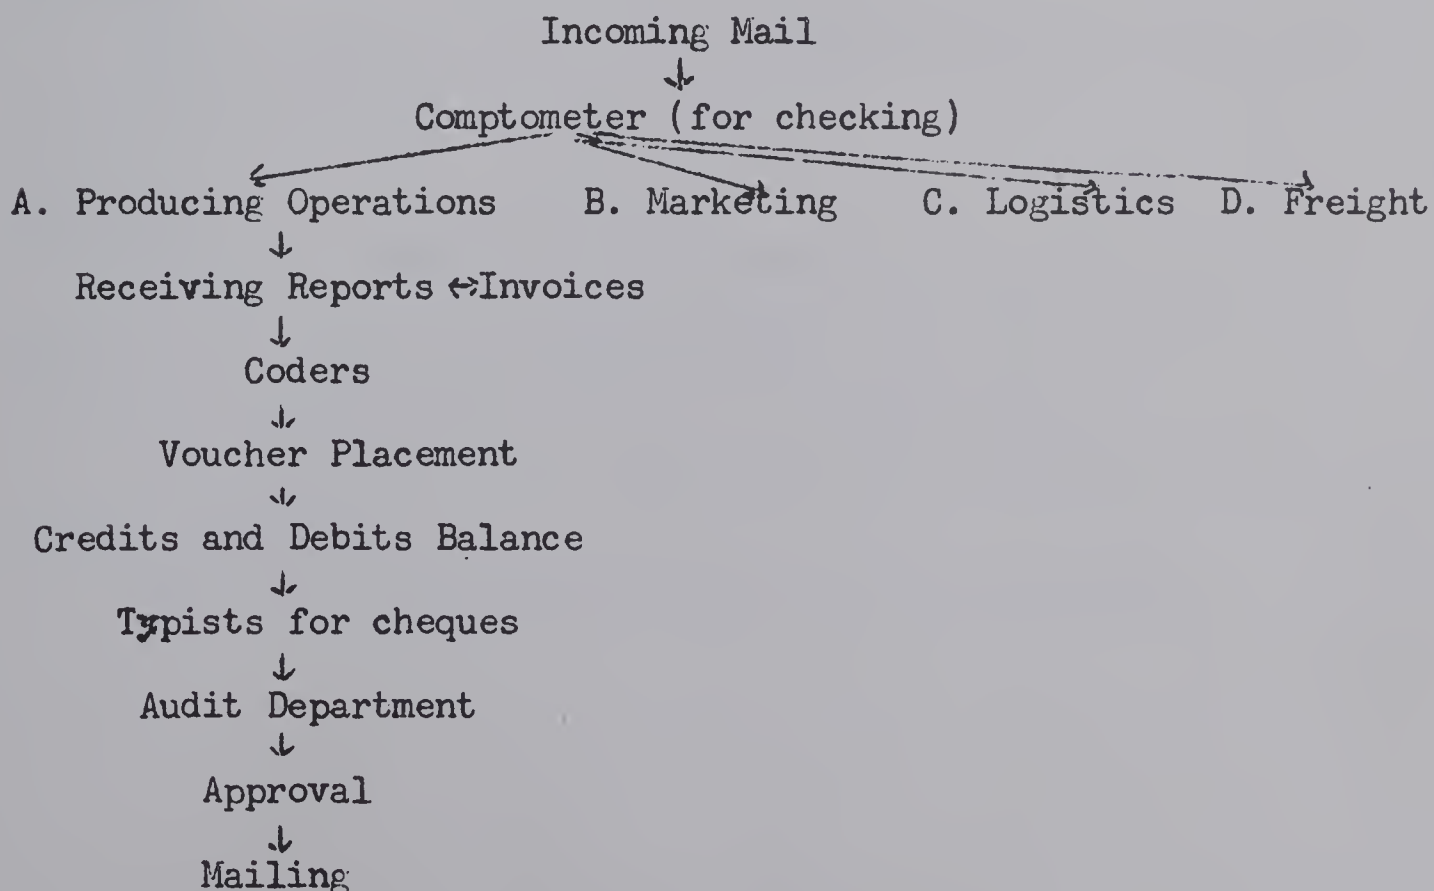 Incoming Mail
↓
Comptometer (for checking)
A. Producing Operations B. Marketing C. Logistics D. Freight
↓
Receiving Reports ↔Invoices
↓
Coders
↓
Voucher Placement
↓
Credits and Debits Balance
↓
Typists for cheques
↓
Audit Department
↓
Approval
↓
Mailing